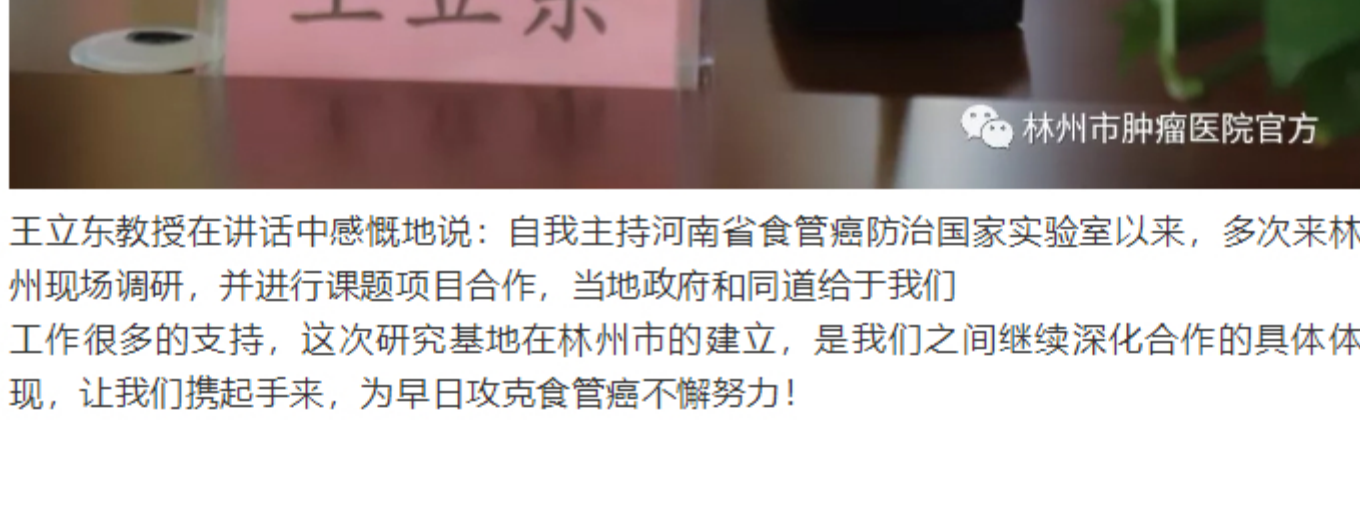 王立东
林州市肿瘤医院官方
王立东教授在讲话中感慨地说：自我主持河南省食管癌防治国家实验室以来，多次来林
州现场调研，并进行课题项目合作，当地政府和同道给于我们
工作很多的支持，这次研究基地在林州市的建立，是我们之间继续深化合作的具体体
现，让我们携起手来，为早日攻克食管癌不懈努力！